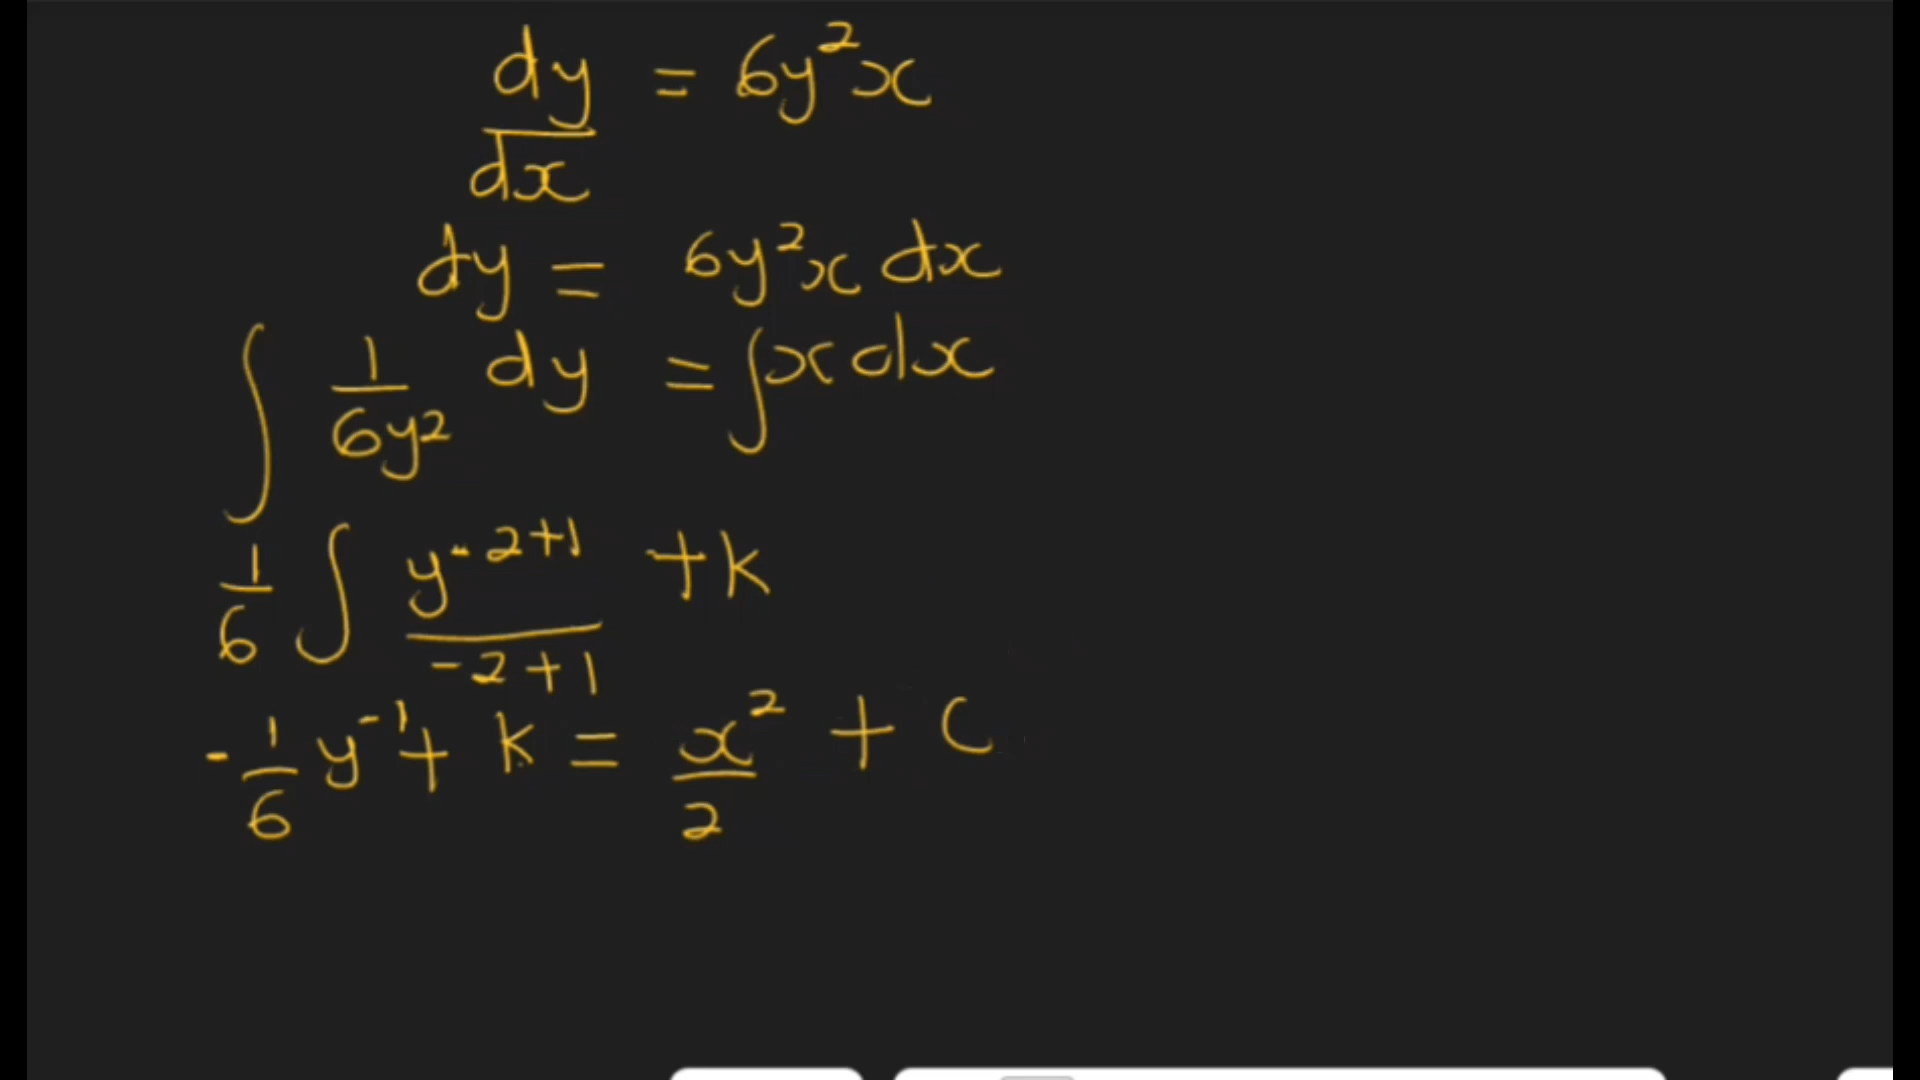 dy/dx = 6y²x
dy = 6y²x dx
∫ 1/6y² dy = ∫x dx
1/6 ∫ y⁻²⁺¹/-2+1 + k
-1/6 y⁻¹ + k = x²/2 + C